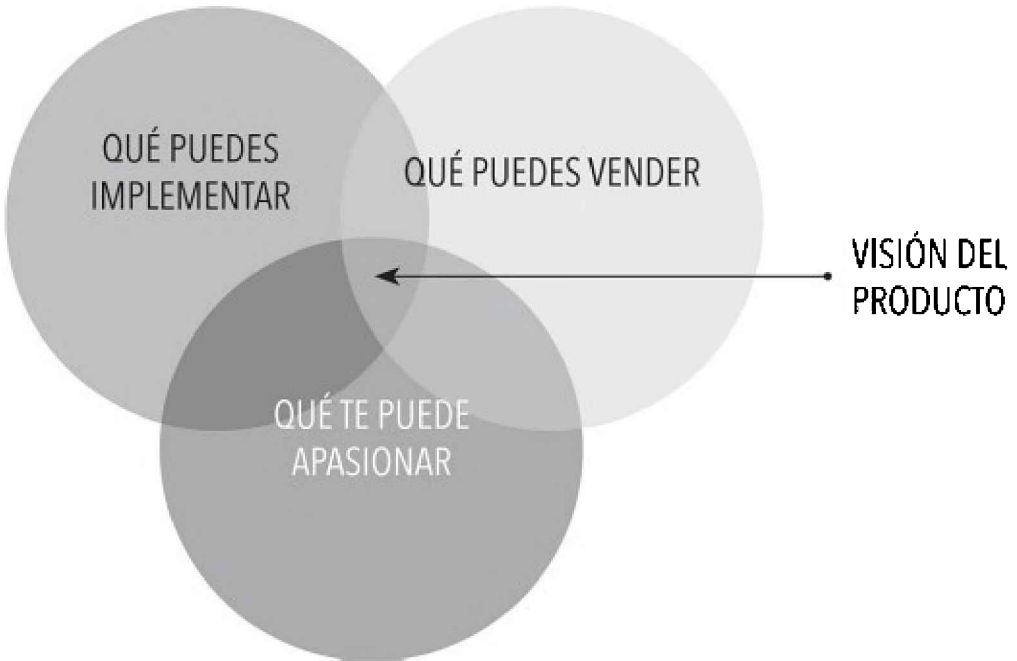 QUÉ PUEDES
IMPLEMENTAR
QUÉ PUEDES VENDER
VISIÓN DEL
PRODUCTO
QUÉ TE PUEDE
APASIONAR